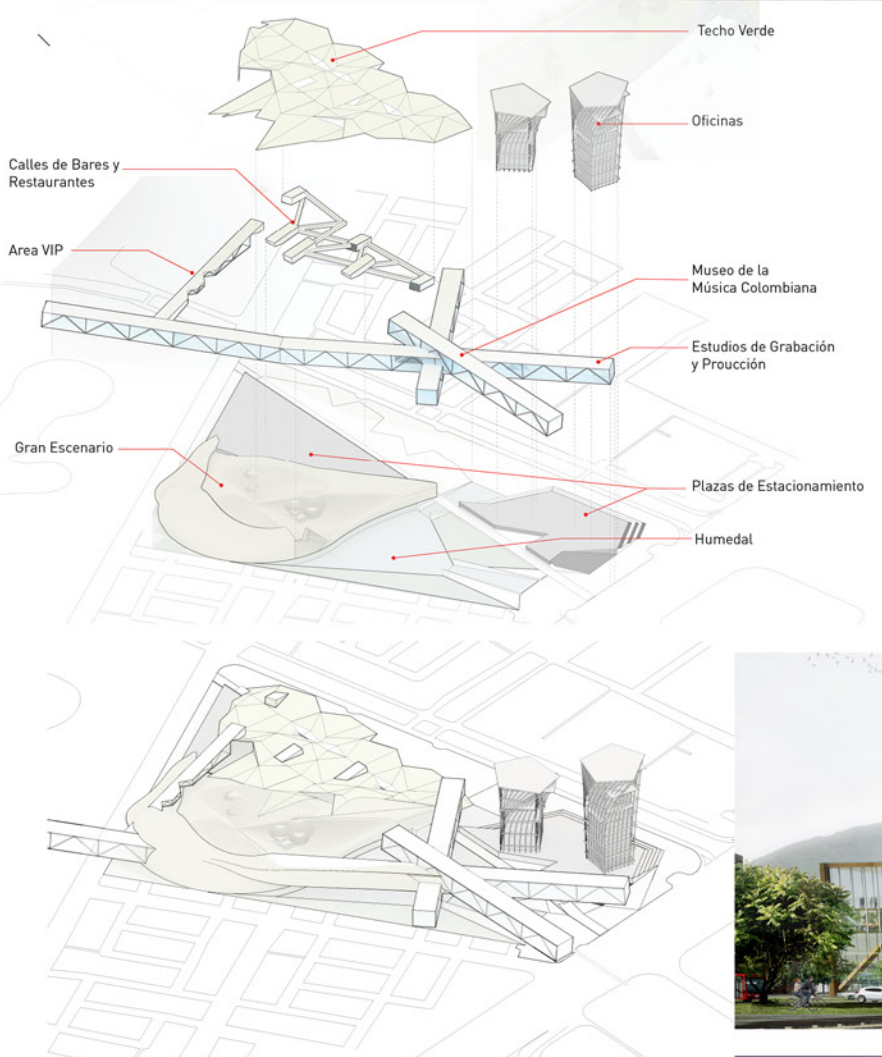 Techo Verde
Oficinas
Calles de Bares y
Restaurantes
Area VIP
Museo de la
Música Colombiana
Estudios de Grabación
y Proucción
Gran Escenario
Plazas de Estacionamiento
Humedal